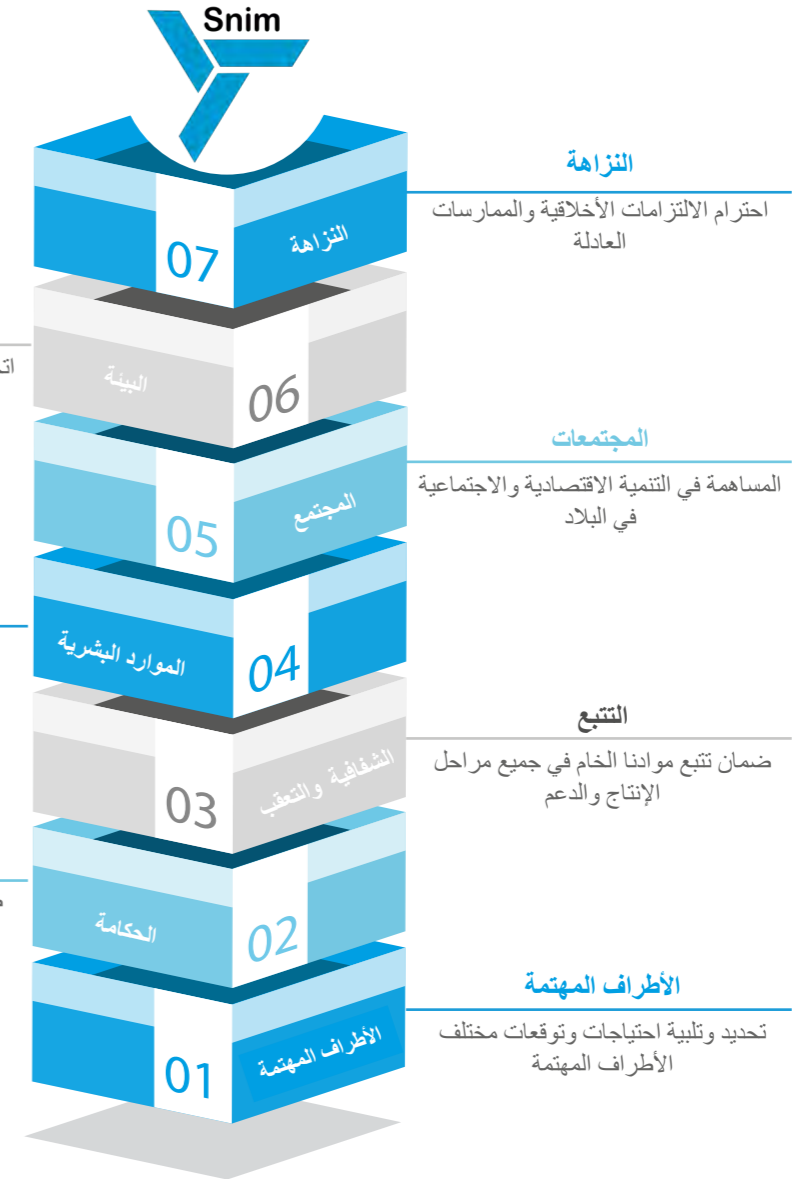 Snim
النزاهة
احترام الالتزامات الأخلاقية والممارسات
العادلة
النزاهة
07
البيئة
06
المجتمعات
المساهمة في التنمية الاقتصادية والاجتماعية
في البلاد
المجتمع
05
الموارد البشرية
04
التتبع
ضمان تتبع موادنا الخام في جميع مراحل
الإنتاج والدعم
الشفافية والتعقب
03
الحكامة
02
الأطراف المهتمة
تحديد وتلبية احتياجات وتوقعات مختلف
الأطراف المهتمة
الأطراف المهتمة
01